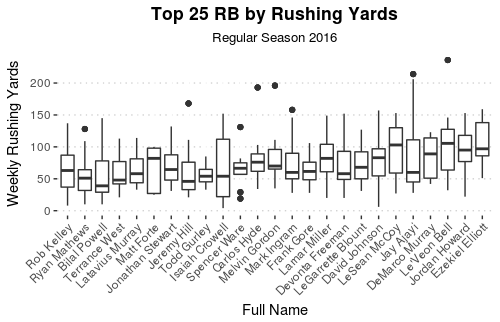 Top 25 RB by Rushing Yards
Regular Season 2016
Weekly Rushing Yards
200
150
100
50
0
Rob Kelley
Ryan Mathews
Bilal Powell
Terrance West
Latavius Murray
Matt Forte
Jonathan Stewart
Jeremy Hill
Todd Gurley
Isaiah Crowell
Spencer Ware
Carlos Hyde
Melvin Gordon
Mark Ingram
Frank Gore
Lamar Miller
Devonta Freeman
LeGarrette Blount
David Johnson
LeSean McCoy
Jay Ajayi
DeMarco Murray
Le'Veon Bell
Jordan Howard
Ezekiel Elliott
Full Name